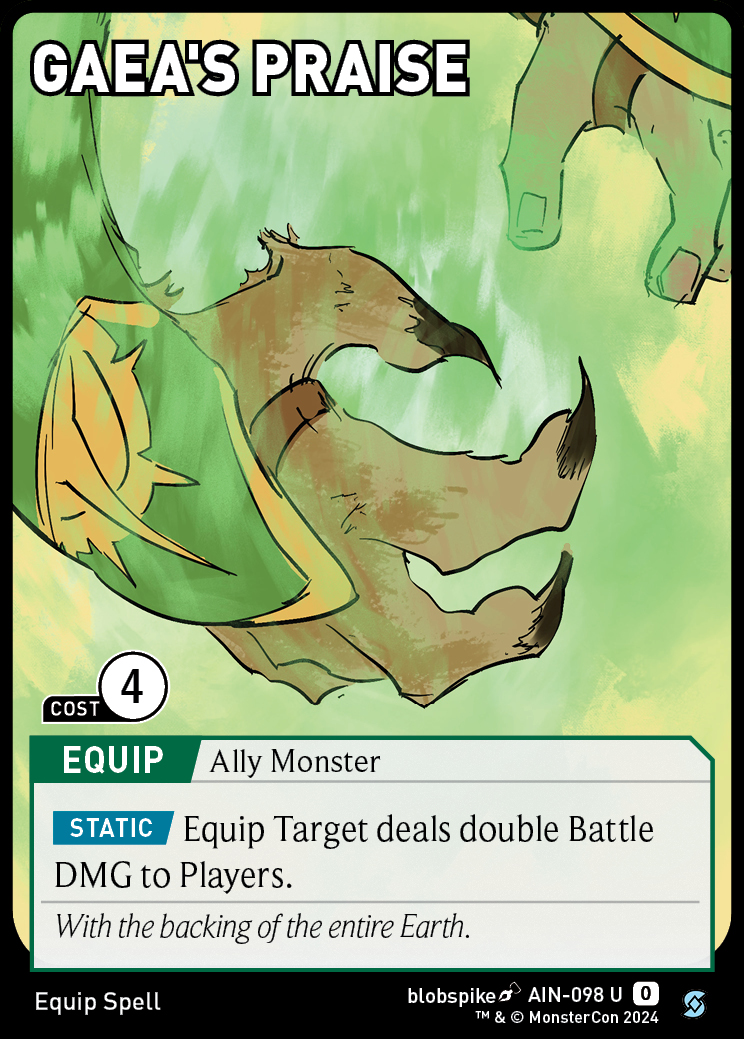 GAEA'S PRAISE
COST 4
EQUIP Ally Monster
STATIC Equip Target deals double Battle
DMG to Players.
With the backing of the entire Earth.
Equip Spell
blobspike AIN-098 U 0
™ & © MonsterCon 2024